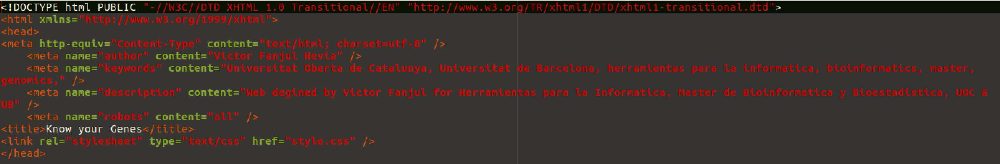 <!DOCTYPE html PUBLIC "-//W3C//DTD XHTML 1.0 Transitional//EN" "http://www.w3.org/TR/xhtml1/DTD/xhtml1-transitional.dtd">
<html xmlns="http://www.w3.org/1999/xhtml">
<head>
<meta http-equiv="Content-Type" content="text/html; charset=utf-8" />
    <meta name="author" content="Victor Fanjul Hevia" />
    <meta name="keywords" content="Universitat Oberta de Catalunya, Universitat de Barcelona, herramientas para la informatica, bioinformatics, master,
genomics," />
    <meta name="description" content="Web degined by Victor Fanjul for Herramientas para la Informatica, Master de Bioinformatica y Bioestadistica, UOC &
UB" />
    <meta name="robots" content="all" />
<title>Know your Genes</title>
<link rel="stylesheet" type="text/css" href="style.css" />
</head>